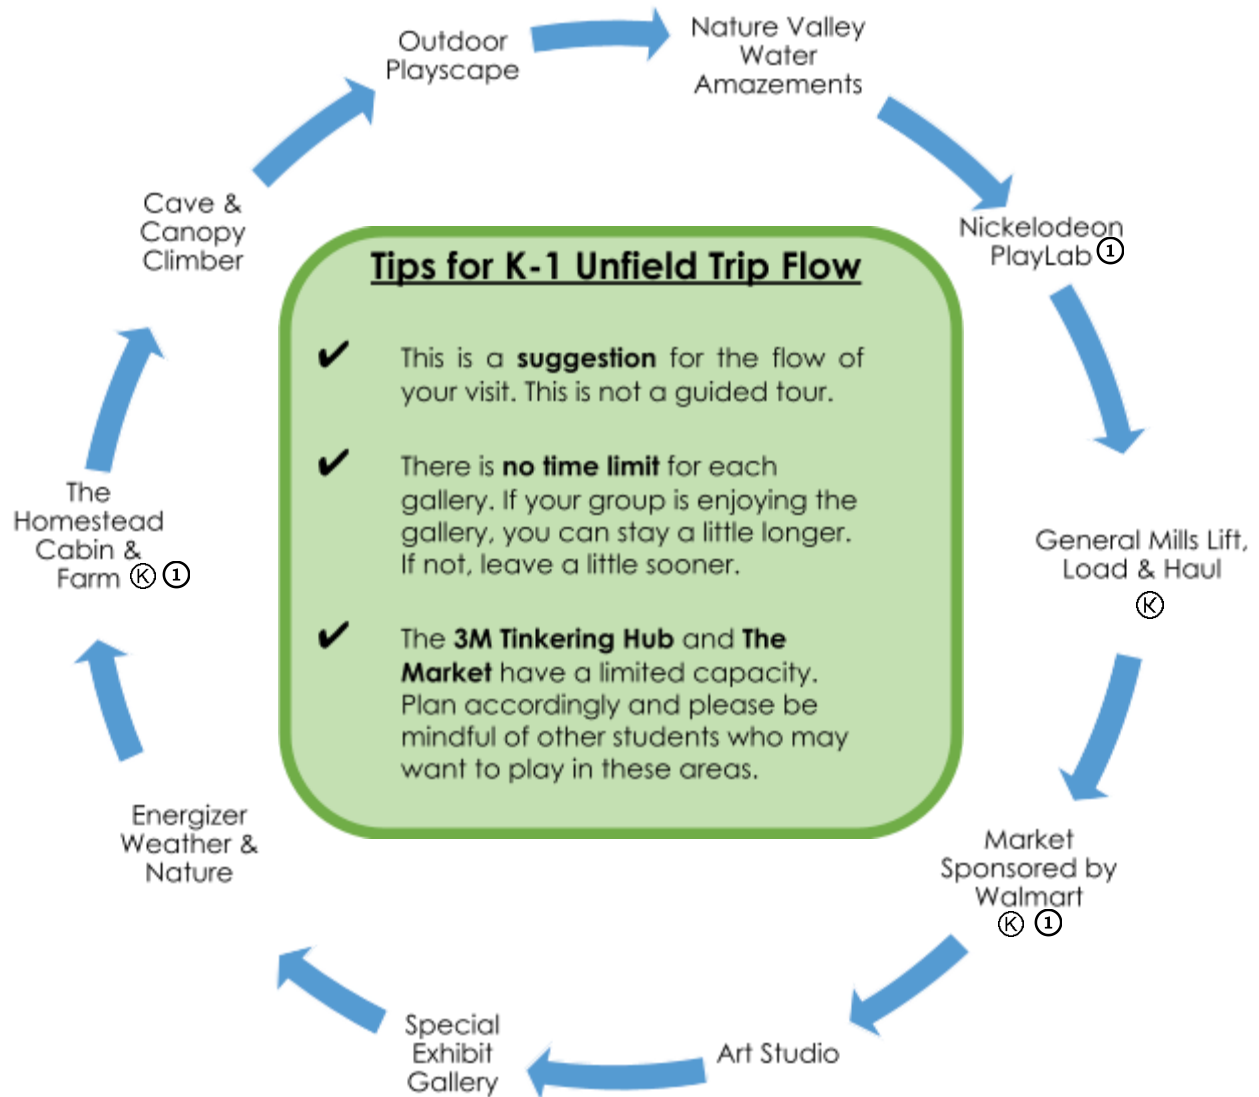 Outdoor
Playscape
Nature Valley
Water
Amazements
Nickelodeon
PlayLab ①
General Mills Lift,
Load & Haul
Ⓚ
Market
Sponsored by
Walmart
Ⓚ ①
Art Studio
Special
Exhibit
Gallery
Energizer
Weather &
Nature
The
Homestead
Cabin &
Farm Ⓚ ①
Cave &
Canopy
Climber
Tips for K-1 Unfield Trip Flow
✔ This is a suggestion for the flow of
your visit. This is not a guided tour.
✔ There is no time limit for each
gallery. If your group is enjoying the
gallery, you can stay a little longer.
If not, leave a little sooner.
✔ The 3M Tinkering Hub and The
Market have a limited capacity.
Plan accordingly and please be
mindful of other students who may
want to play in these areas.